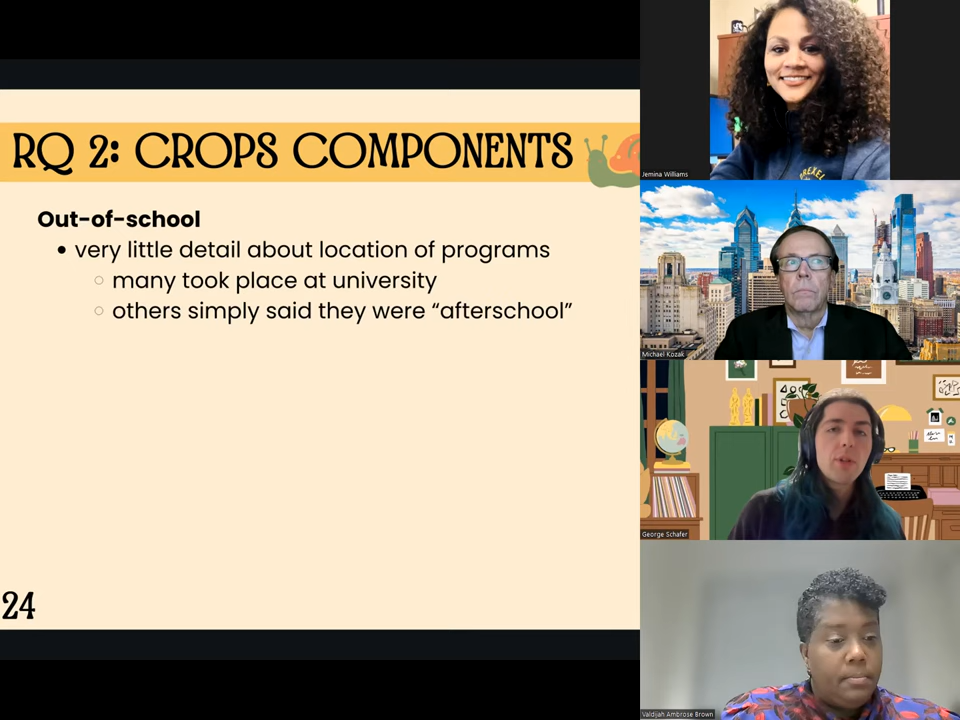 RQ 2: CROPS COMPONENTS
Out-of-school
very little detail about location of programs
many took place at university
others simply said they were “afterschool”
24
Jemina Williams
DREXEL
Michael Kozak
George Schafer
Valdijah Ambrose Brown